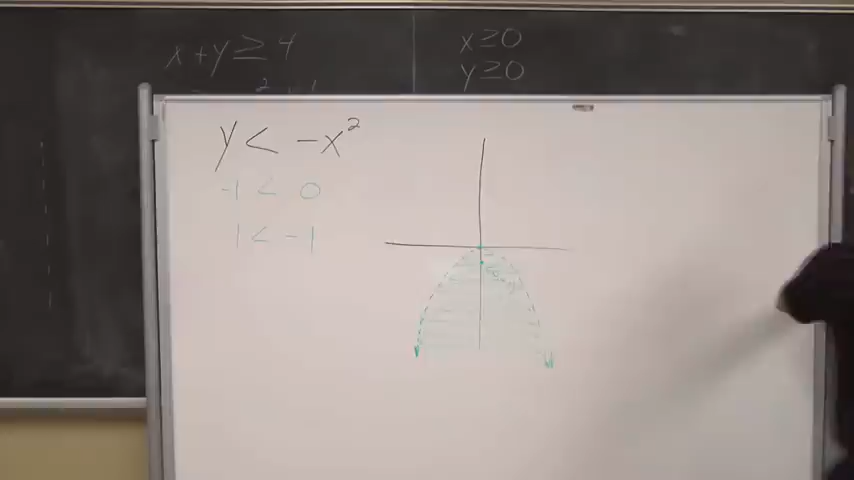 x+y≥4
x≥0
y≥0
y < -x²
-1 < 0
1 < -1